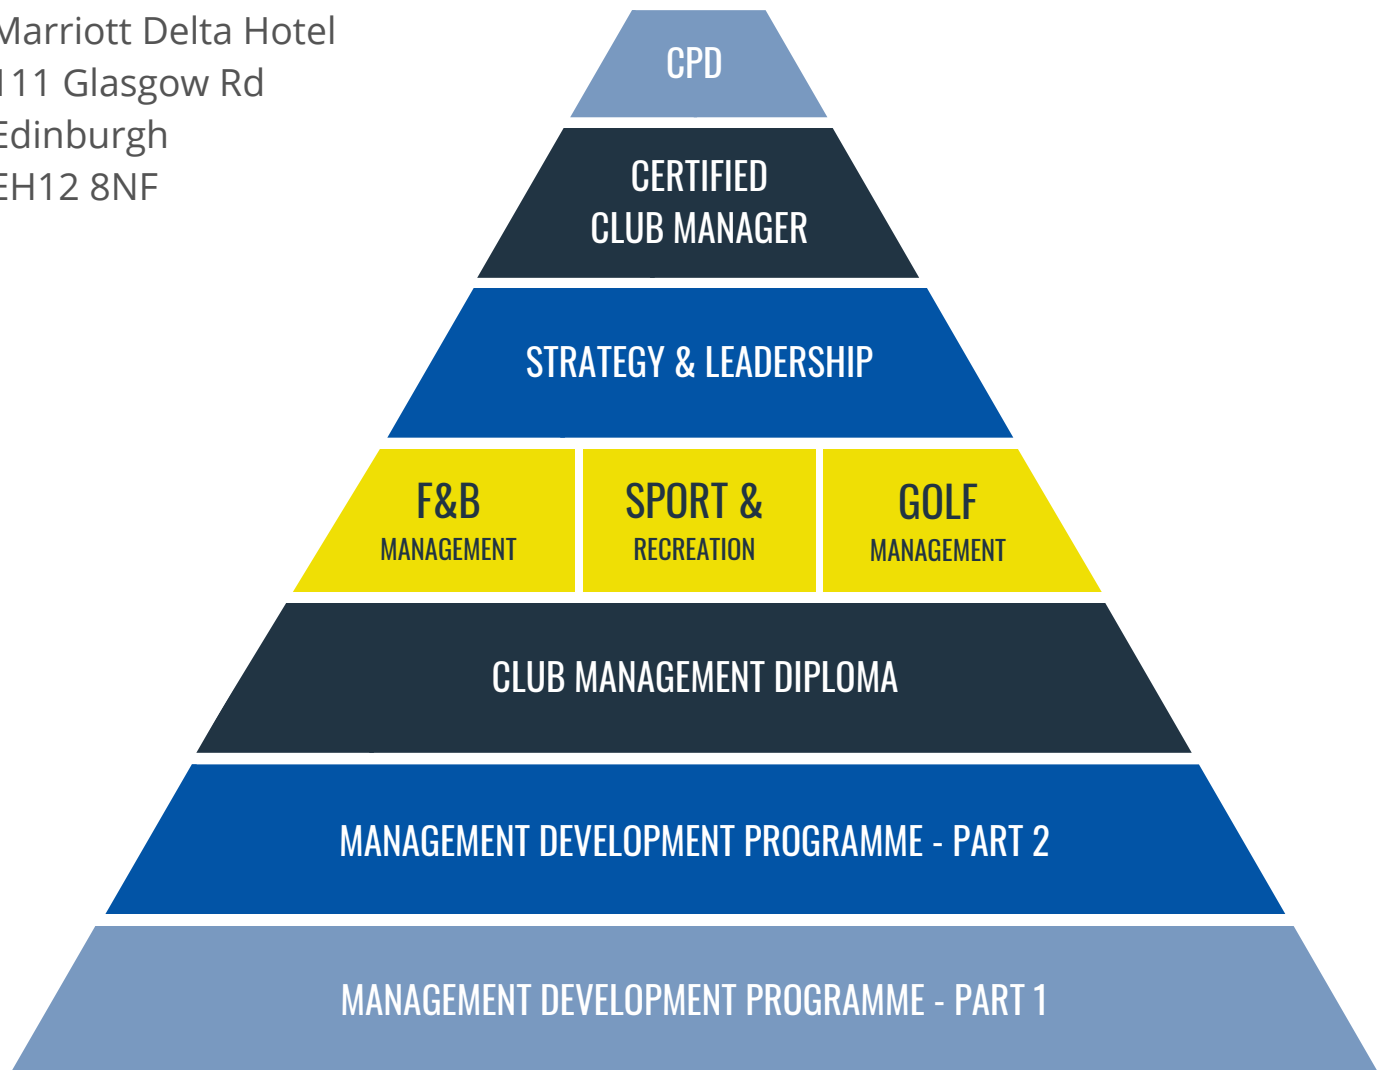 Marriott Delta Hotel
111 Glasgow Rd
Edinburgh
EH12 8NF
CPD
CERTIFIED
CLUB MANAGER
STRATEGY & LEADERSHIP
F&B
MANAGEMENT
SPORT &
RECREATION
GOLF
MANAGEMENT
CLUB MANAGEMENT DIPLOMA
MANAGEMENT DEVELOPMENT PROGRAMME - PART 2
MANAGEMENT DEVELOPMENT PROGRAMME - PART 1